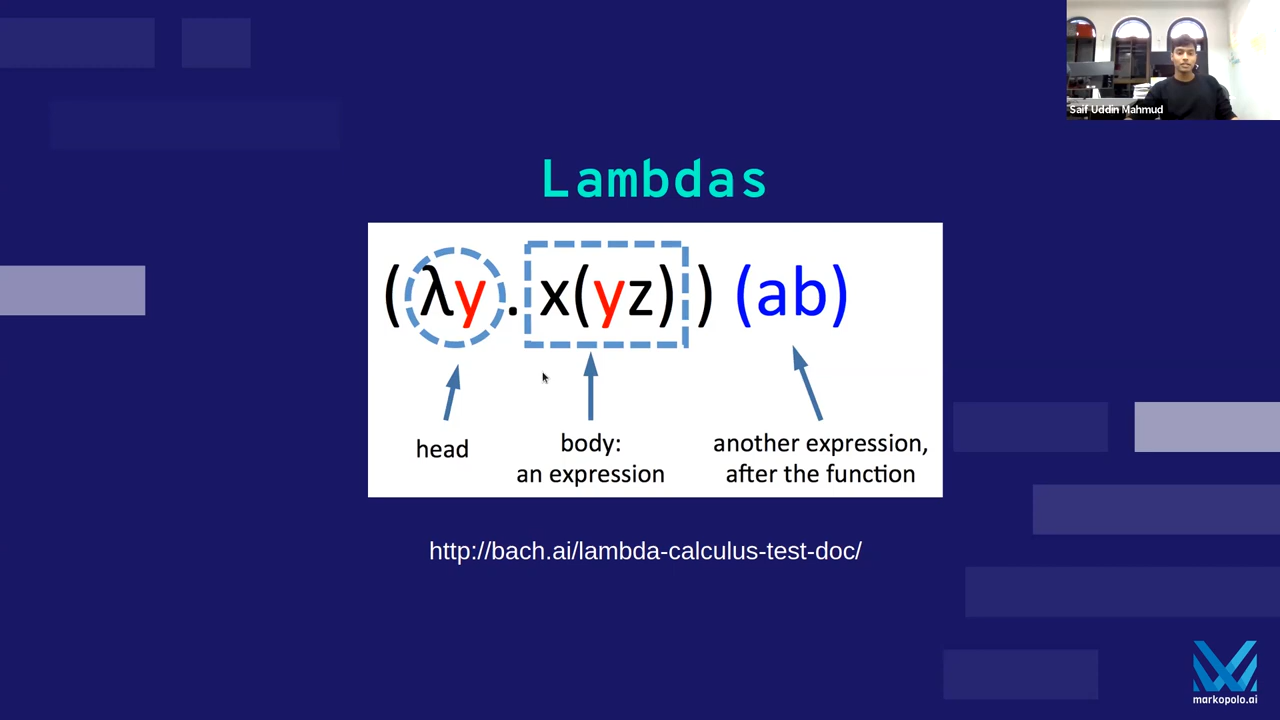 Saif Uddin Mahmud
Lambdas
(λy. x(yz)) (ab)
head
body:
an expression
another expression,
after the function
http://bach.ai/lambda-calculus-test-doc/
markopolo.ai